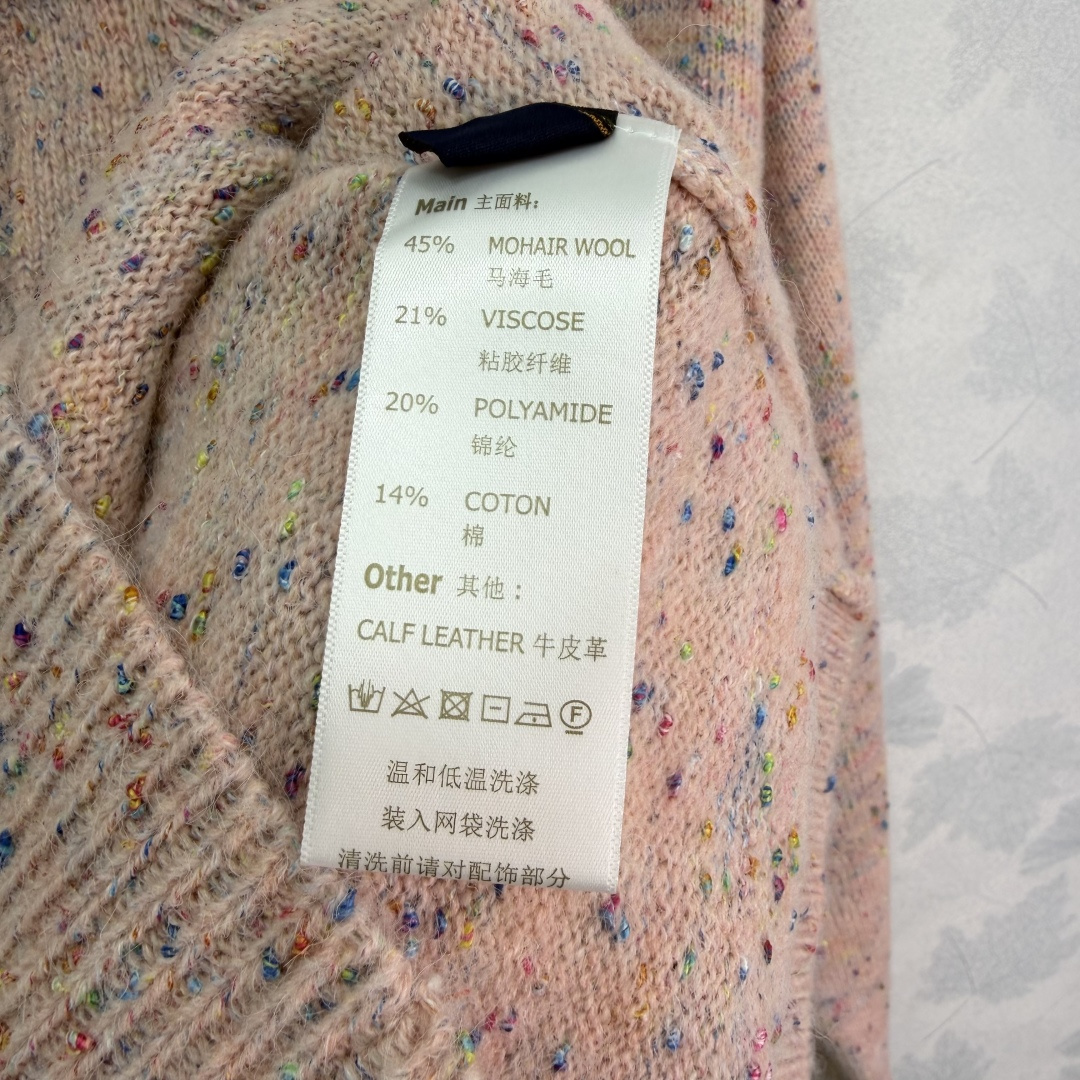 Main 主面料:
45% MOHAIR WOOL
马海毛
21% VISCOSE
粘胶纤维
20% POLYAMIDE
锦纶
14% COTON
棉
Other 其他：
CALF LEATHER 牛皮革
F
温和低温洗涤
装入网袋洗涤
清洗前请对配饰部分